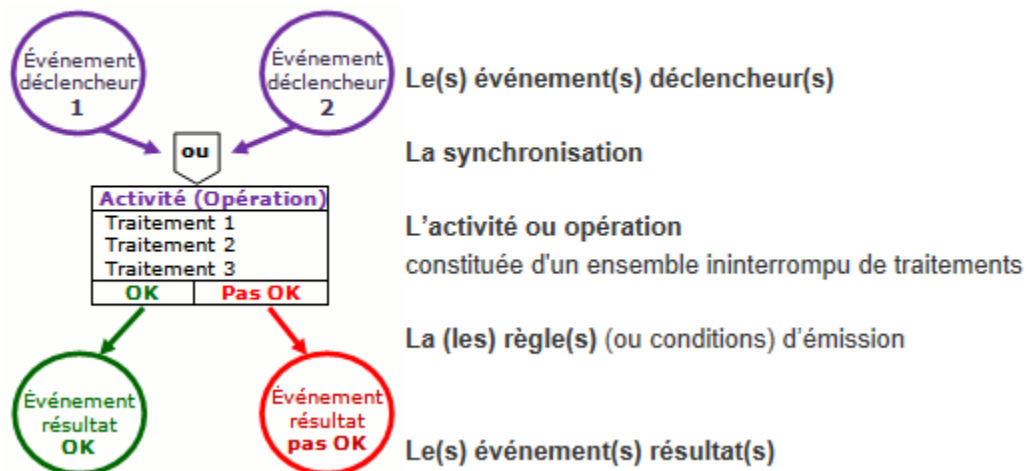 Événement
déclencheur
1
Événement
déclencheur
2
Le(s) événement(s) déclencheur(s)
ou
La synchronisation
Activité (Opération)
Traitement 1
Traitement 2
Traitement 3
L'activité ou opération
constituée d'un ensemble ininterrompu de traitements
OK
Pas OK
La (les) règle(s) (ou conditions) d'émission
Événement
résultat
OK
Événement
résultat
pas OK
Le(s) événement(s) résultat(s)